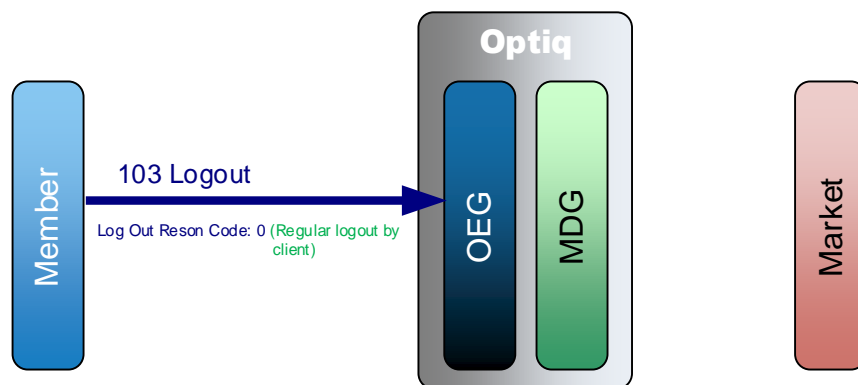 Optiq
Member
103 Logout
Log Out Reson Code: 0 (Regular logout by
client)
OEG
MDG
Market